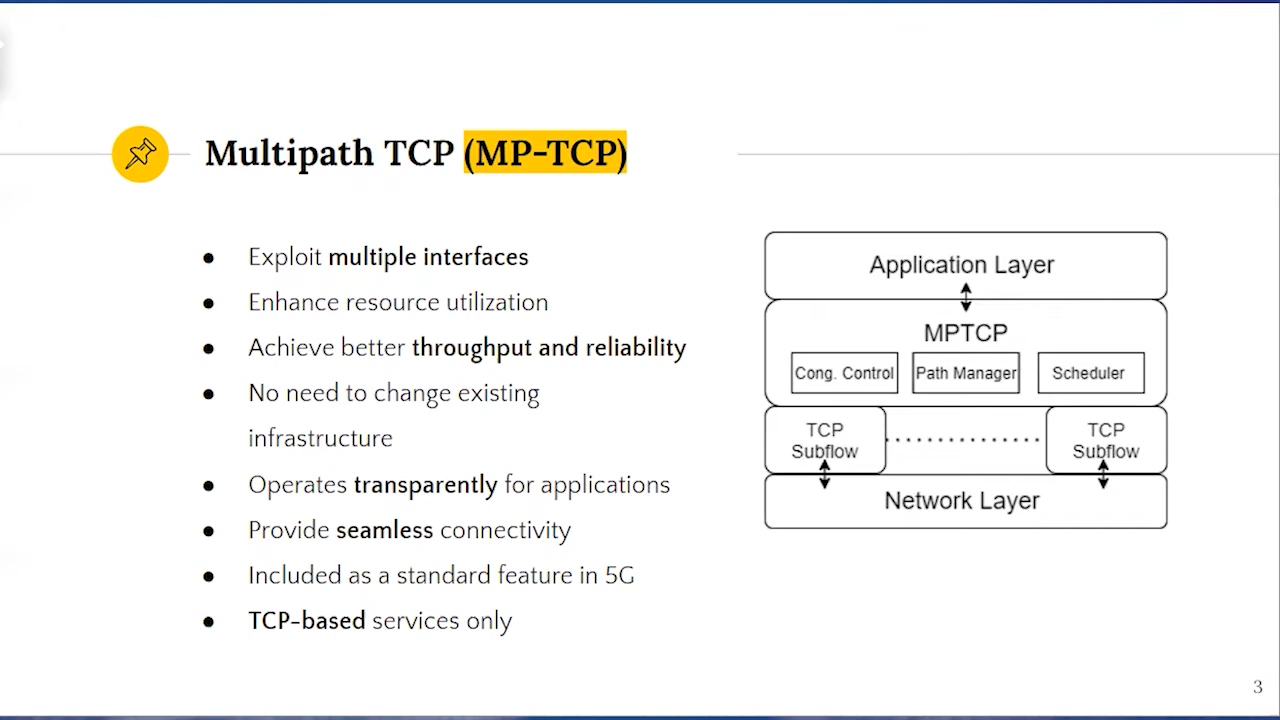 Multipath TCP (MP-TCP)
● Exploit multiple interfaces
● Enhance resource utilization
● Achieve better throughput and reliability
● No need to change existing
infrastructure
● Operates transparently for applications
● Provide seamless connectivity
● Included as a standard feature in 5G
● TCP-based services only
Application Layer
MPTCP
Cong. Control
Path Manager
Scheduler
TCP
Subflow
TCP
Subflow
Network Layer
3